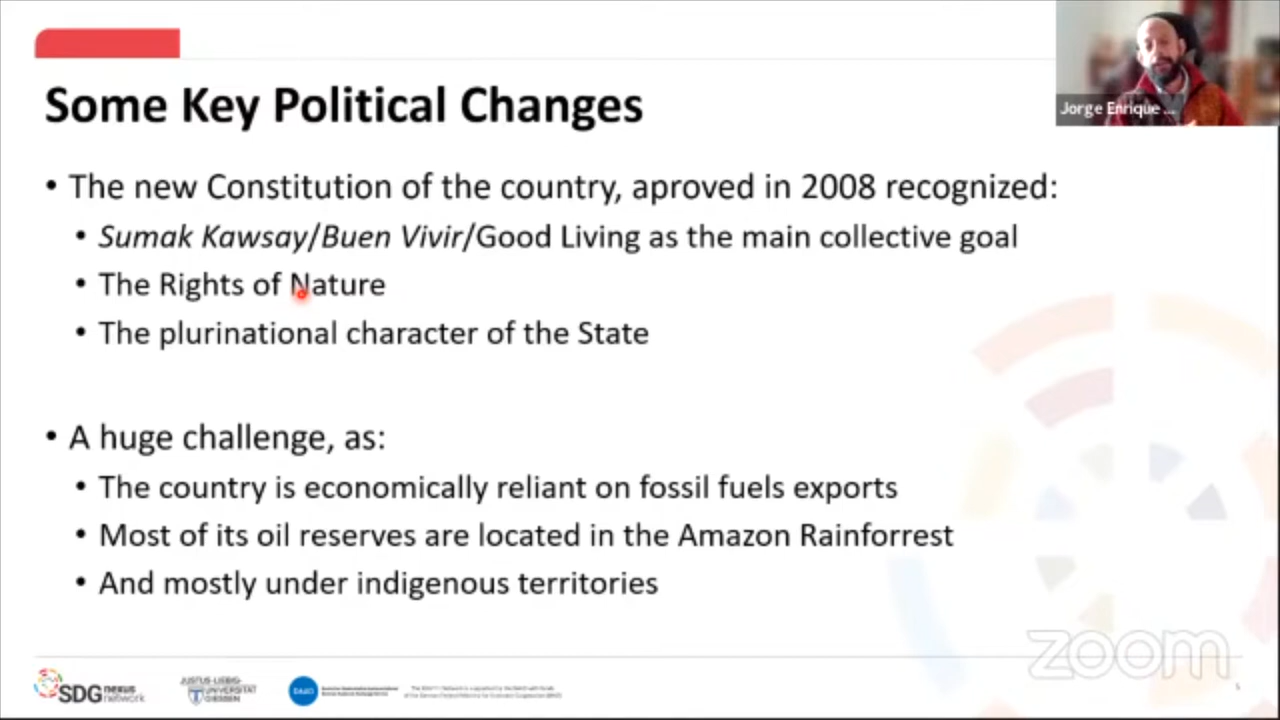 Jorge Enrique ...
Some Key Political Changes
• The new Constitution of the country, aproved in 2008 recognized:
• Sumak Kawsay/Buen Vivir/Good Living as the main collective goal
• The Rights of Nature
• The plurinational character of the State
• A huge challenge, as:
• The country is economically reliant on fossil fuels exports
• Most of its oil reserves are located in the Amazon Rainforrest
• And mostly under indigenous territories
zoom
SDG nexus
network
JUSTUS-LIEBIG-
UNIVERSITÄT
GIESSEN
DAAD